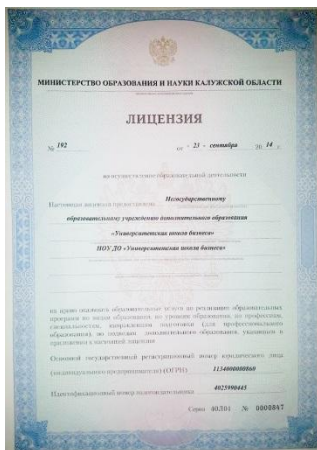 МИНИСТЕРСТВО ОБРАЗОВАНИЯ И НАУКИ КАЛУЖСКОЙ ОБЛАСТИ
ЛИЦЕНЗИЯ
№ 192 от « 23 » сентября 20 14 г.
на осуществление образовательной деятельности
Настоящая лицензия предоставлена Негосударственному
образовательному учреждению дополнительного образования
«Университетская школа бизнеса»
НОУ ДО «Университетская школа бизнеса»
на право оказывать образовательные услуги по реализации образовательных
программ по видам образования, по уровням образования, по профессиям,
специальностям, направлениям подготовки (для профессионального
образования), по подвидам дополнительного образования, указанным в
приложении к настоящей лицензии
Основной государственный регистрационный номер юридического лица
(индивидуального предпринимателя) (ОГРН)
Идентификационный номер налогоплательщика 4025990445
Серия 40Л01 № 0000867